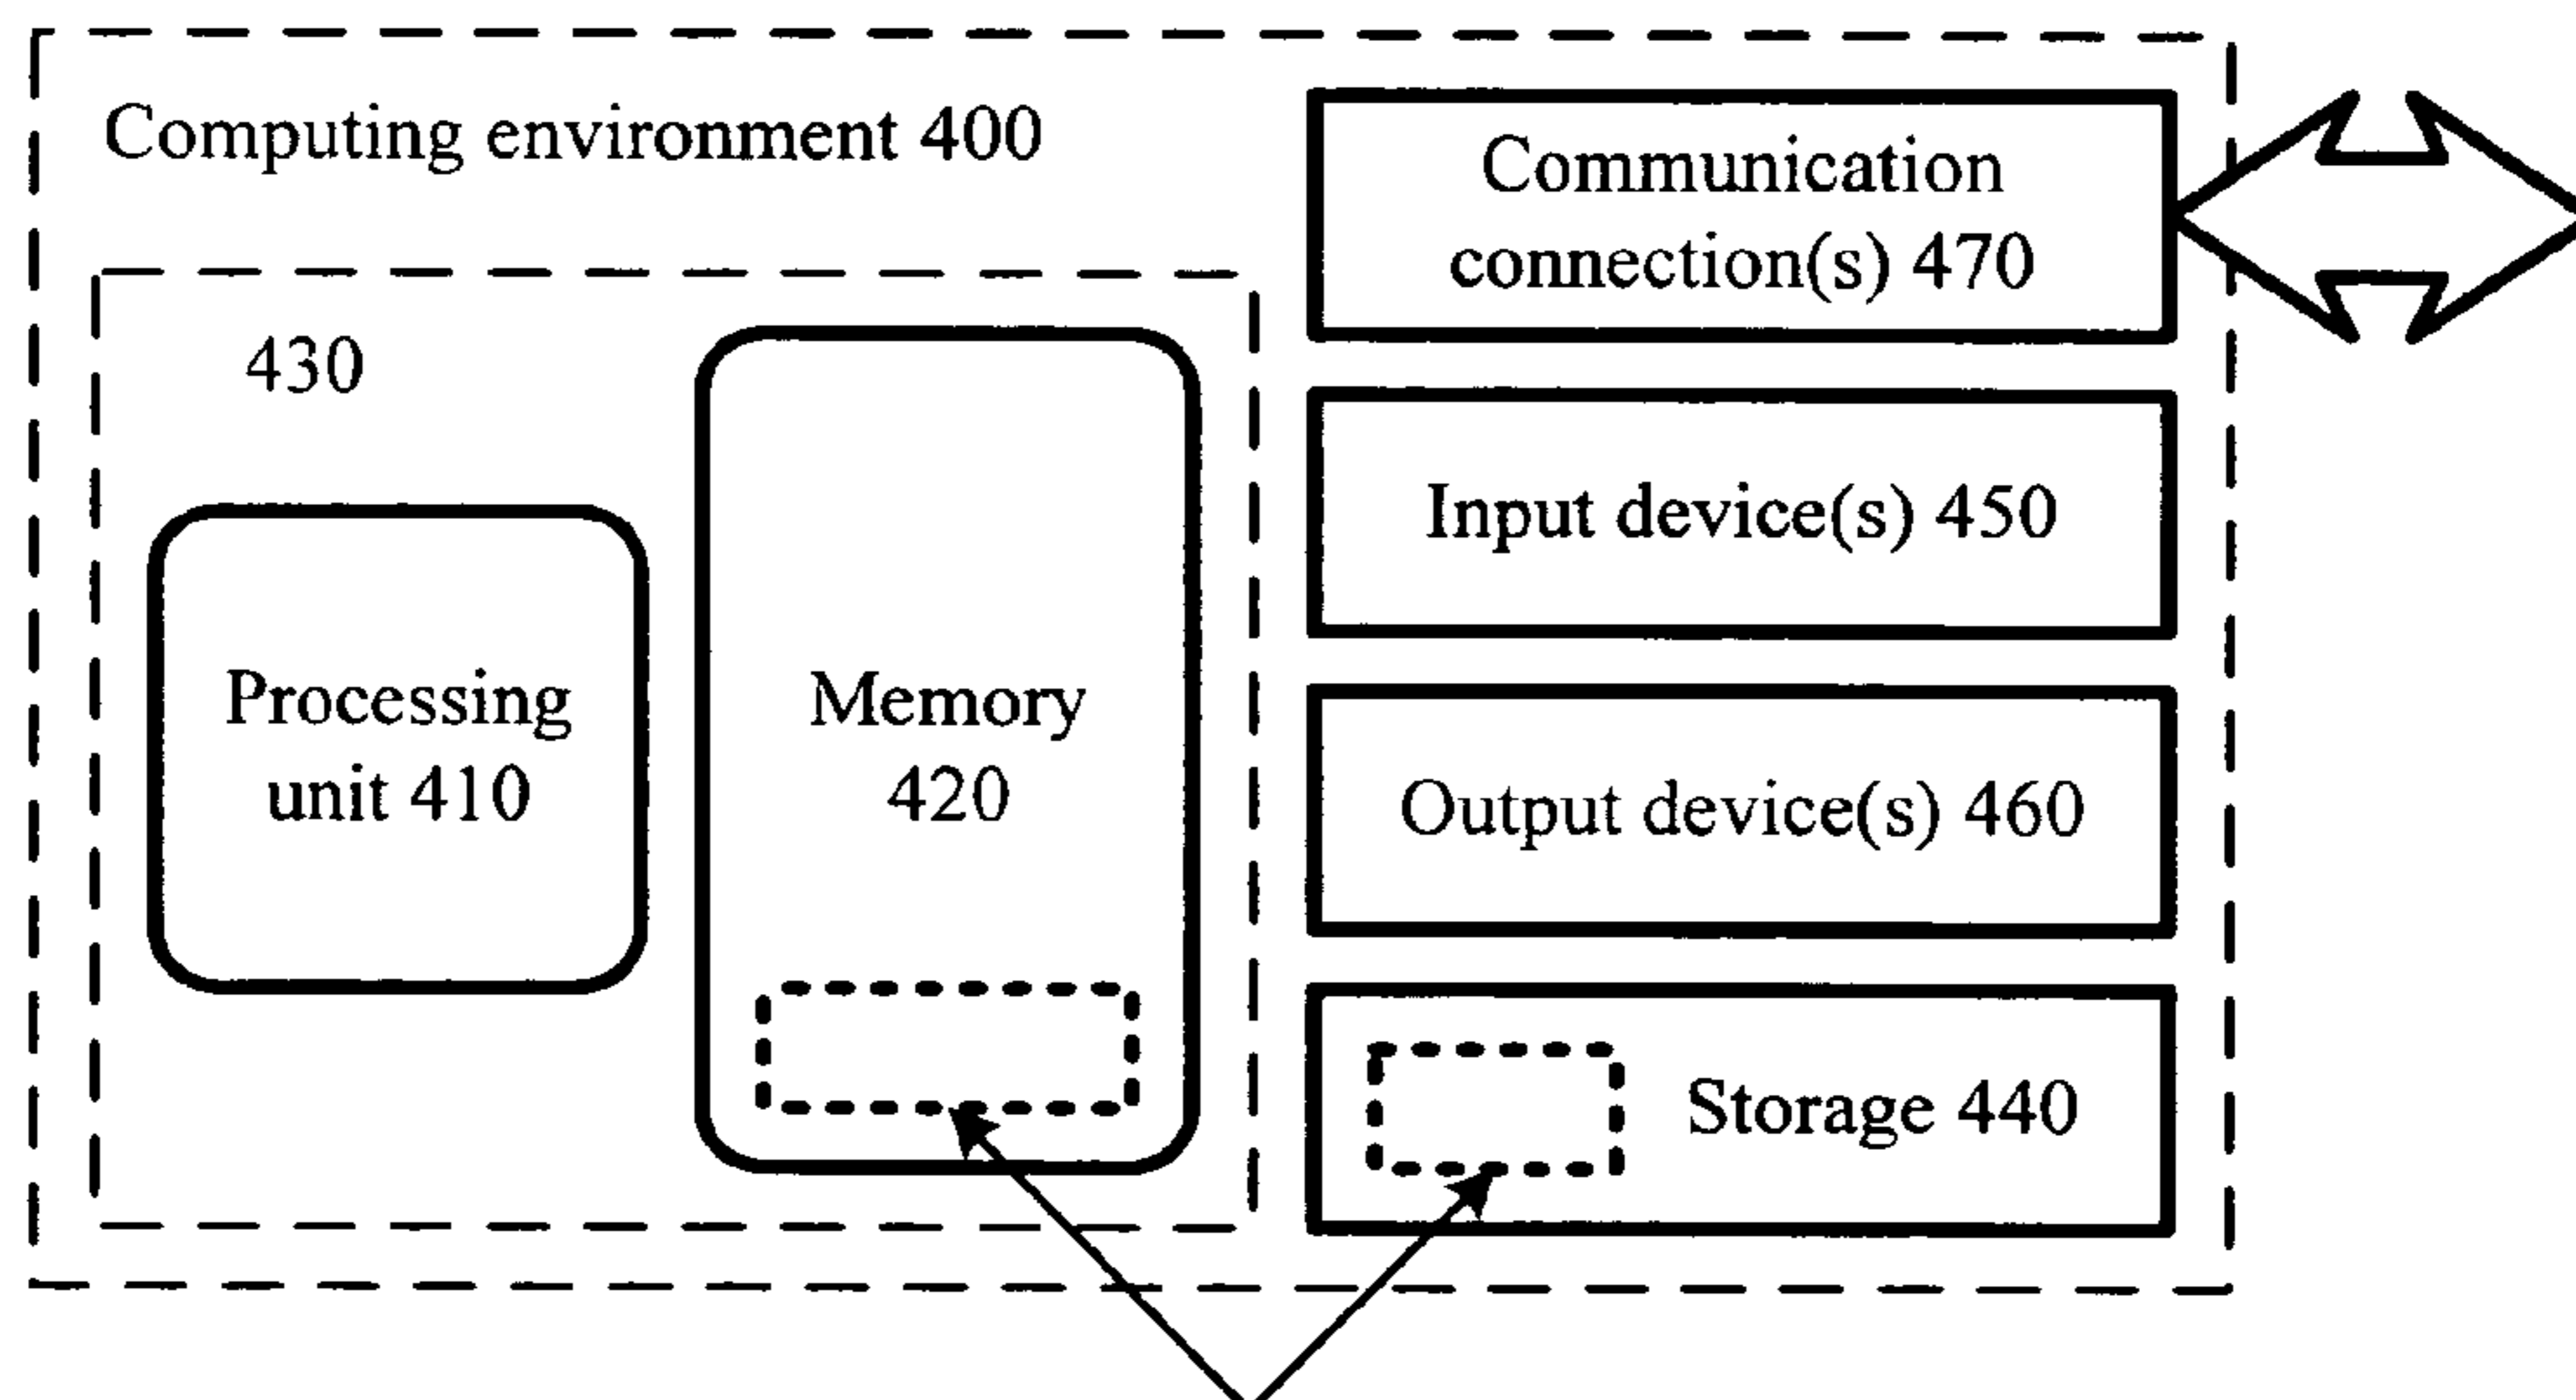 Computing environment 400
Communication
connection(s) 470
430
Input device(s) 450
Processing
unit 410
Memory
420
Output device(s) 460
Storage 440